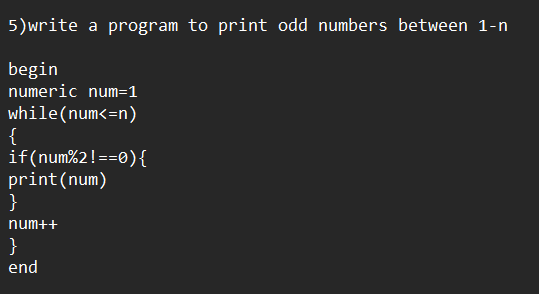 5)write a program to print odd numbers between 1-n
begin
numeric num=1
while(num<=n)
{
if(num%2!==0){
print(num)
}
num++
}
end